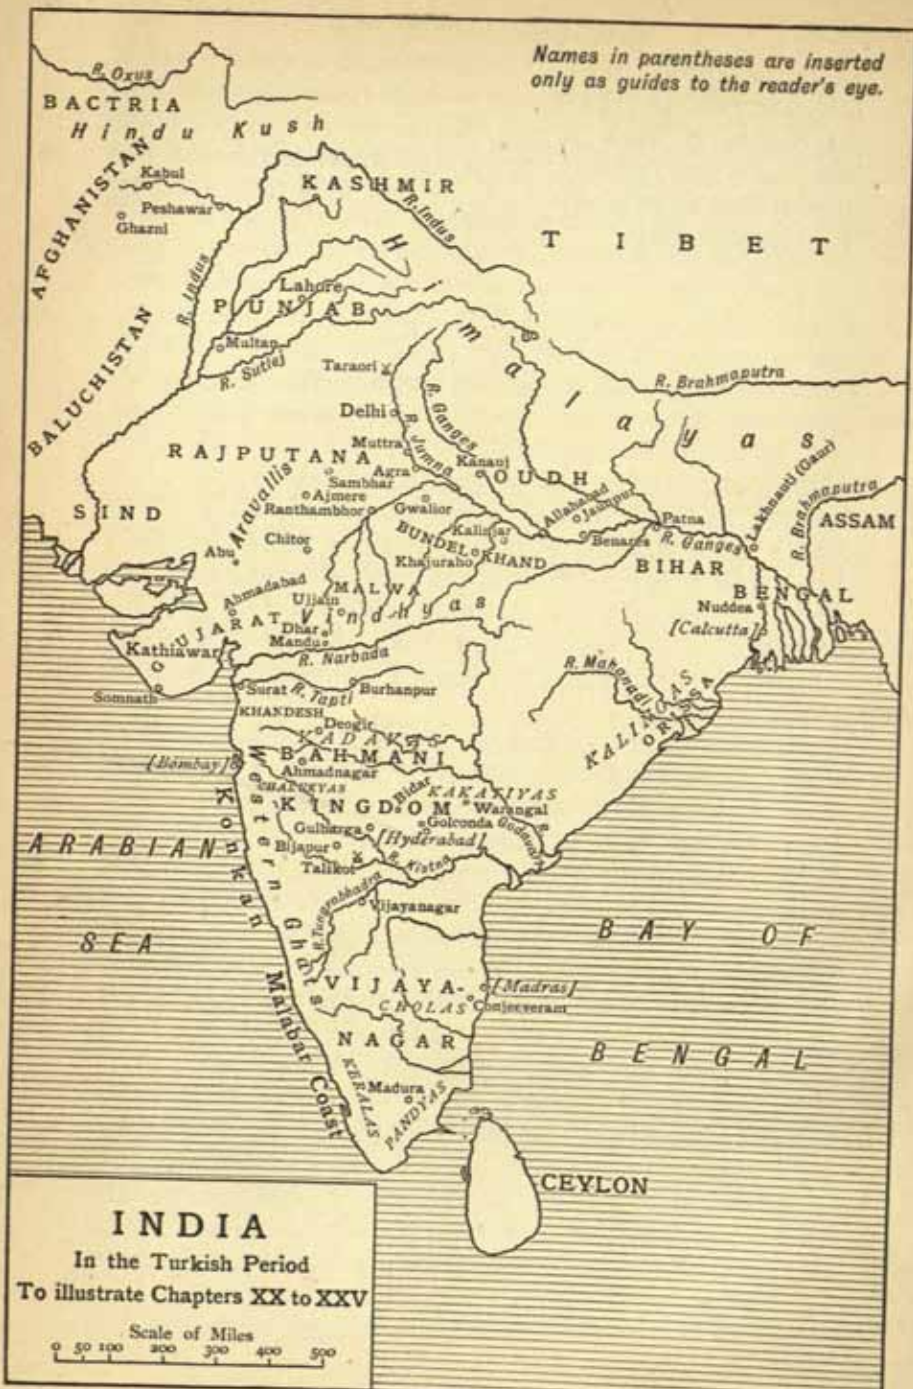 Names in parentheses are inserted
only as guides to the reader's eye.
R. Oxus
BACTRIA
Hindu Kush
AFGHANISTAN
Kabul
Peshawar
Ghazni
KASHMIR
R. Indus
TIBET
R. Indus
Lahore
PUNJAB
Himalayas
BALUCHISTAN
Multan
R. Sutlej
Taraori
R. Brahmaputra
Delhi
R. Ganges
R. Jumna
Muttra
RAJPUTANA
Agra
Kanauj
OUDH
Sambhar
Ajmere
Aravallis
Ranthambhor
Gwalior
Allahabad
Jaunpur
Patna
Lakhnauti (Gaur)
R. Brahmaputra
ASSAM
SIND
Kalinjar
Benares
R. Ganges
Abu
Chitor
BUNDEL
KHAND
Khajuraho
BIHAR
BENGAL
Ahmadabad
Ujjain
MALWA
Vindhyas
Nuddea
[Calcutta]
GUJARAT
Dhar
Mandu
Kathiawar
R. Narbada
R. Mahanadi
Somnath
Surat
R. Tapti
Burhanpur
KHANDESH
Deogir
YADAVAS
KALINGAS
ORISSA
[Bombay]
BAHMANI
Ahmadnagar
CHALUKYAS
Bidar
KAKATIYAS
KINGDOM
Warangal
Golconda
R. Godavari
Gulbarga
[Hyderabad]
Bijapur
Talikot
R. Kistna
ARABIAN
SEA
Konkan
Western Ghats
R. Tungabhadra
Vijayanagar
BAY OF
BENGAL
VIJAYA-
NAGAR
[Madras]
CHOLAS
Conjeeveram
Malabar Coast
KERALAS
Madura
PANDYAS
CEYLON
INDIA
In the Turkish Period
To illustrate Chapters XX to XXV
Scale of Miles
0 50 100 200 300 400 500